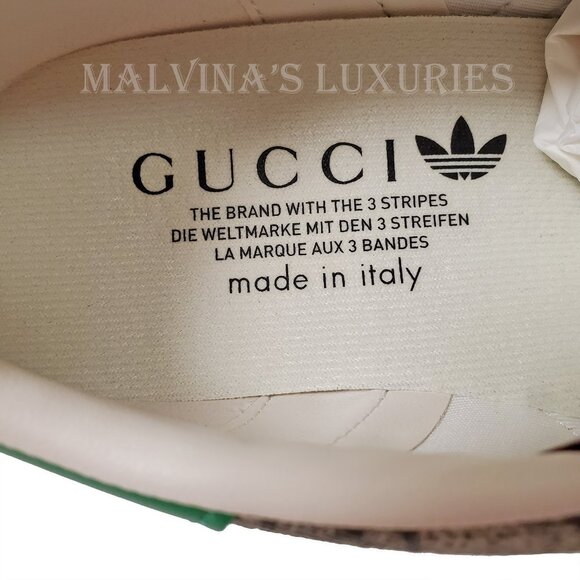 MALVINA'S LUXURIES
GUCCI
THE BRAND WITH THE 3 STRIPES
DIE WELTMARKE MIT DEN 3 STREIFEN
LA MARQUE AUX 3 BANDES
made in italy